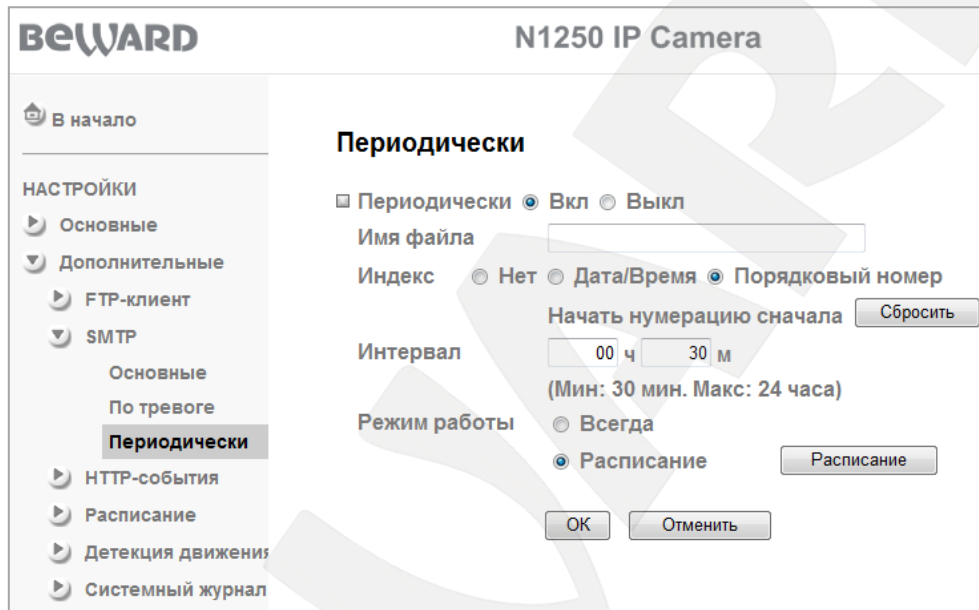 BEWARD
N1250 IP Camera
В начало
НАСТРОЙКИ
Основные
Дополнительные
FTP-клиент
SMTP
Основные
По тревоге
Периодически
HTTP-события
Расписание
Детекция движения
Системный журнал
Периодически
Периодически Вкл Выкл
Имя файла
Индекс Нет Дата/Время Порядковый номер
Начать нумерацию сначала Сбросить
Интервал 00 ч 30 м
(Мин: 30 мин. Макс: 24 часа)
Режим работы Всегда
Расписание Расписание
OK Отменить